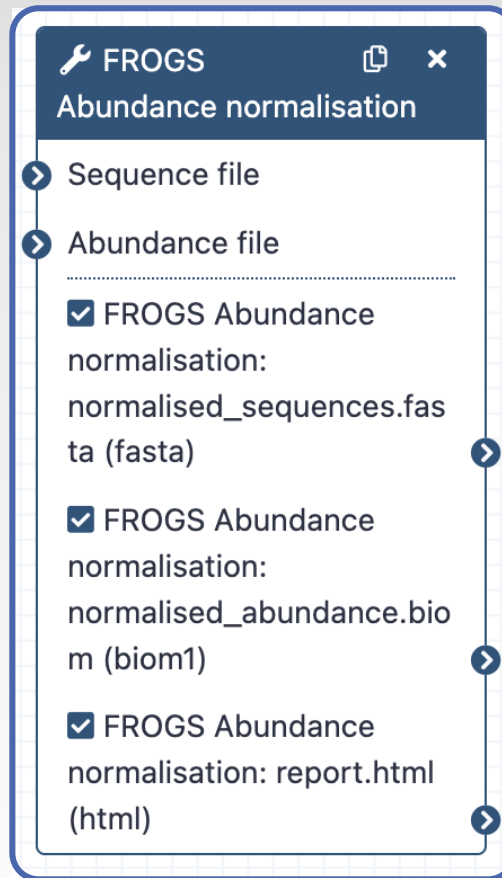 FROGS
Abundance normalisation
Sequence file
Abundance file
FROGS Abundance
normalisation:
normalised_sequences.fas
ta (fasta)
FROGS Abundance
normalisation:
normalised_abundance.bio
m (biom1)
FROGS Abundance
normalisation: report.html
(html)